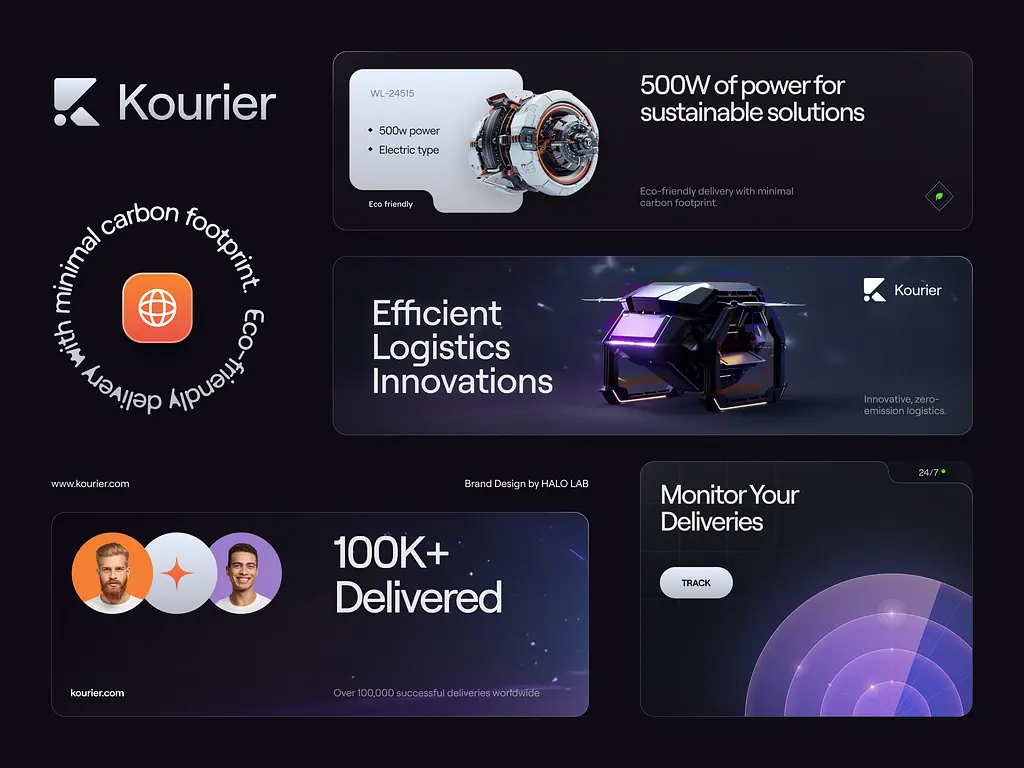 Kourier
WL-24515
500w power
Electric type
Eco friendly
500W of power for
sustainable solutions
Eco-friendly delivery with minimal
carbon footprint.
Eco-friendly delivery with minimal carbon footprint.
Efficient
Logistics
Innovations
Kourier
Innovative, zero-
emission logistics.
www.kourier.com
Brand Design by HALO LAB
100K+
Delivered
kourier.com
Over 100,000 successful deliveries worldwide
24/7
Monitor Your
Deliveries
TRACK